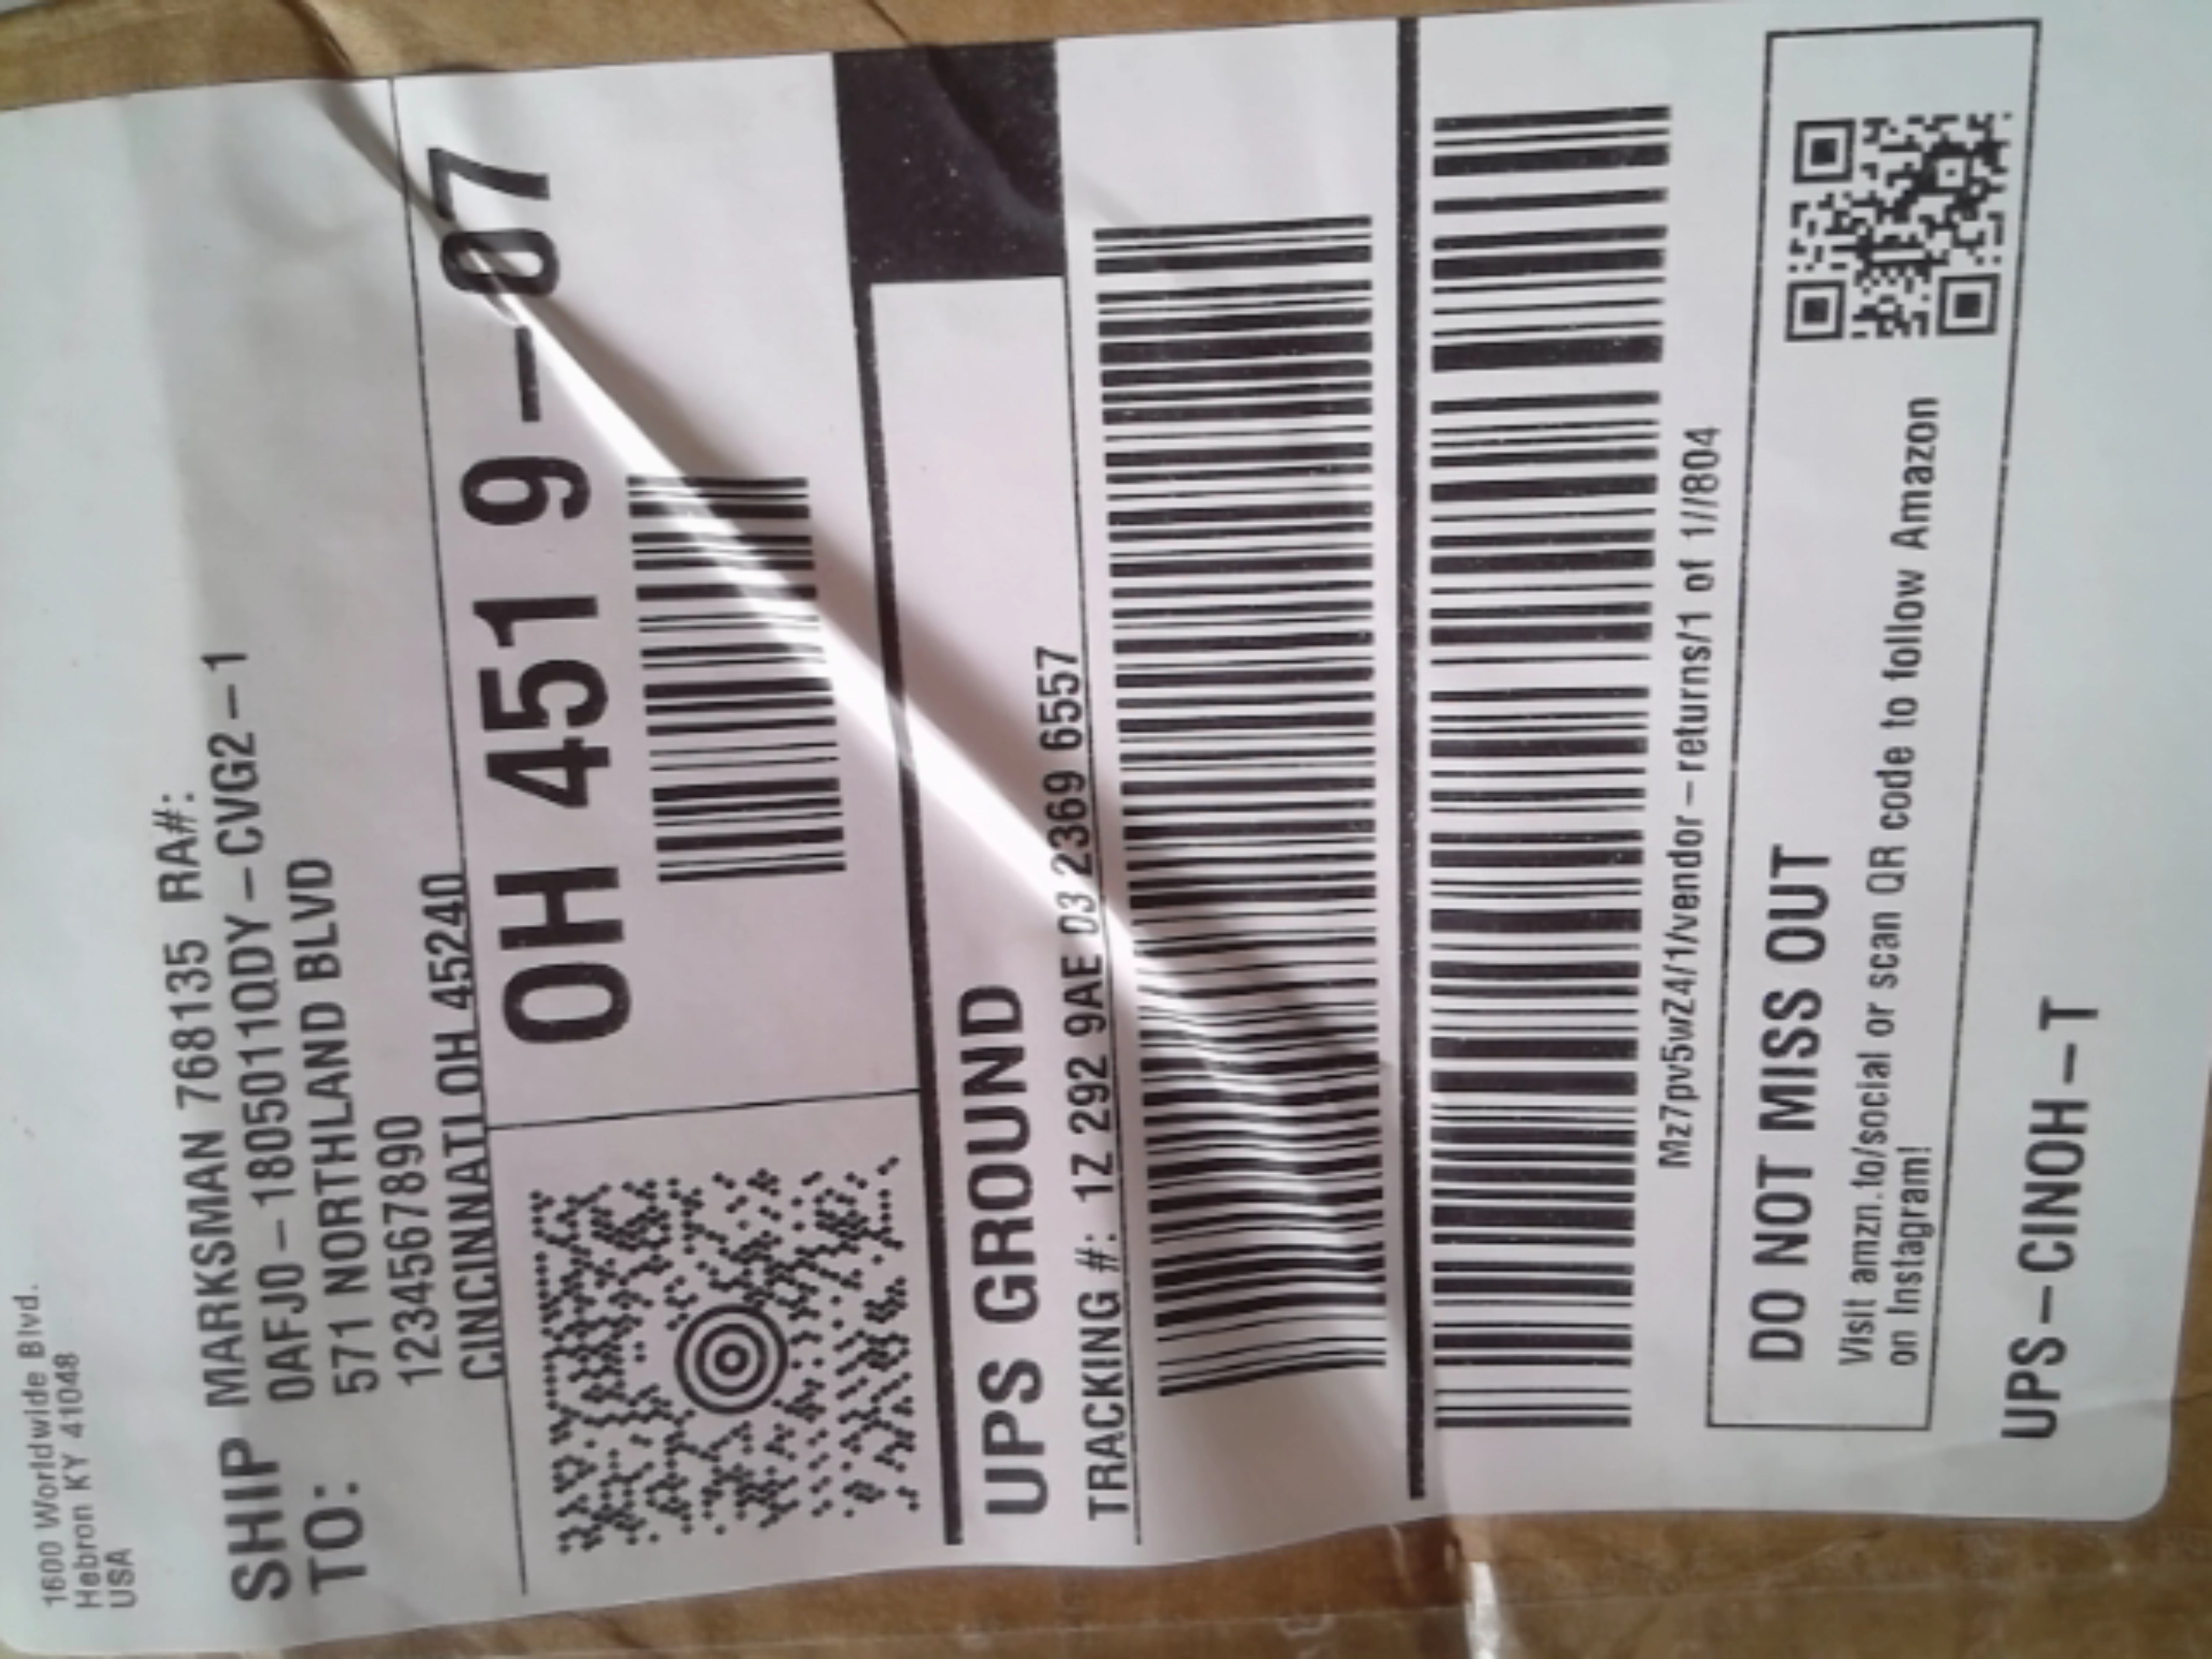 1600 Worldwide Blvd.
Hebron KY 41048
USA
SHIP
TO:
MARKSMAN 768135 RA#:
0AFJ0-1805011QDY-CVG2-1
571 NORTHLAND BLVD
1234567890
CINCINNATI OH 45240
OH 451 9-07
UPS GROUND
TRACKING #: 1Z 292 9AE 03 2369 6557
Mz7pv5wZ4/1/vendor-returns/1 of 1//804
DO NOT MISS OUT
Visit amzn.to/social or scan QR code to follow Amazon
on Instagram!
UPS-CINOH-T